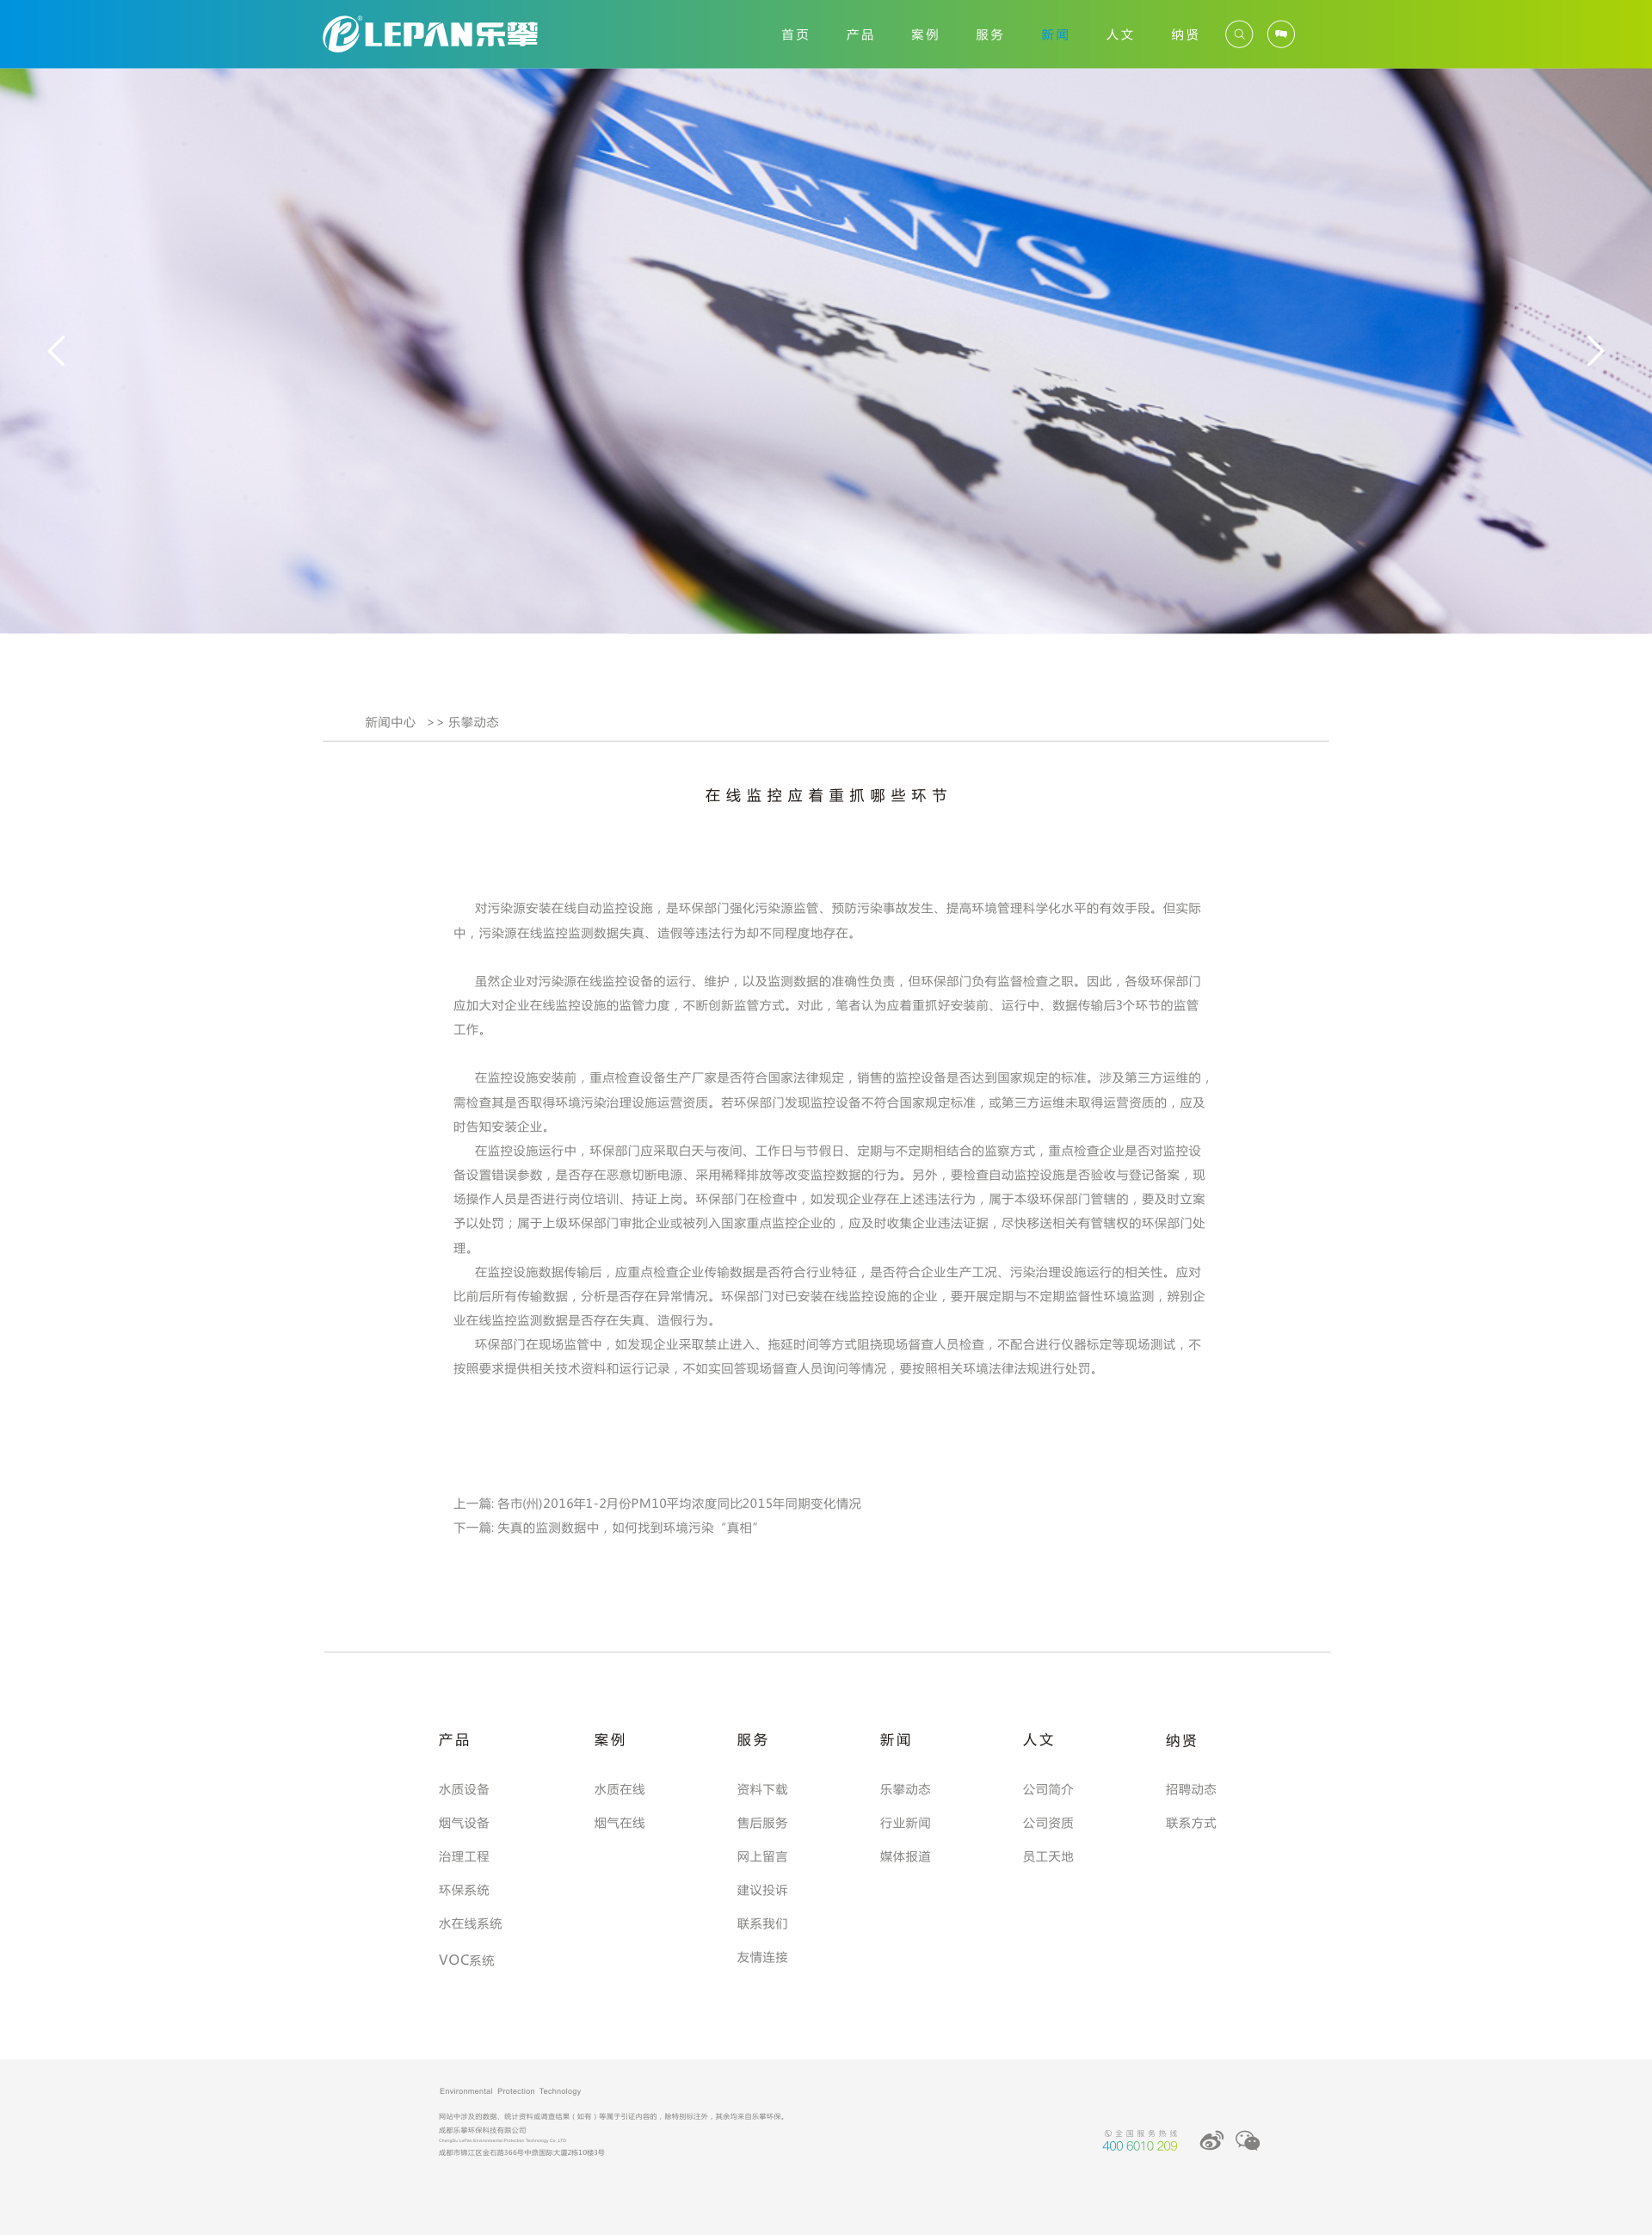 LEPAN乐攀®
首页 产品 案例 服务 新闻 人文 纳贤
NEWS
新闻中心 >> 乐攀动态
在线监控应着重抓哪些环节
对污染源安装在线自动监控设施，是环保部门强化污染源监管、预防污染事故发生、提高环境管理科学化水平的有效手段。但实际
中，污染源在线监控监测数据失真、造假等违法行为却不同程度地存在。
虽然企业对污染源在线监控设备的运行、维护，以及监测数据的准确性负责，但环保部门负有监督检查之职。因此，各级环保部门
应加大对企业在线监控设施的监管力度，不断创新监管方式。对此，笔者认为应着重抓好安装前、运行中、数据传输后3个环节的监管
工作。
在监控设施安装前，重点检查设备生产厂家是否符合国家法律规定，销售的监控设备是否达到国家规定的标准。涉及第三方运维的，
需检查其是否取得环境污染治理设施运营资质。若环保部门发现监控设备不符合国家规定标准，或第三方运维未取得运营资质的，应及
时告知安装企业。
在监控设施运行中，环保部门应采取白天与夜间、工作日与节假日、定期与不定期相结合的监察方式，重点检查企业是否对监控设
备设置错误参数，是否存在恶意切断电源、采用稀释排放等改变监控数据的行为。另外，要检查自动监控设施是否验收与登记备案，现
场操作人员是否进行岗位培训、持证上岗。环保部门在检查中，如发现企业存在上述违法行为，属于本级环保部门管辖的，要及时立案
予以处罚；属于上级环保部门审批企业或被列入国家重点监控企业的，应及时收集企业违法证据，尽快移送相关有管辖权的环保部门处
理。
在监控设施数据传输后，应重点检查企业传输数据是否符合行业特征，是否符合企业生产工况、污染治理设施运行的相关性。应对
比前后所有传输数据，分析是否存在异常情况。环保部门对已安装在线监控设施的企业，要开展定期与不定期监督性环境监测，辨别企
业在线监控监测数据是否存在失真、造假行为。
环保部门在现场监管中，如发现企业采取禁止进入、拖延时间等方式阻挠现场督查人员检查，不配合进行仪器标定等现场测试，不
按照要求提供相关技术资料和运行记录，不如实回答现场督查人员询问等情况，要按照相关环境法律法规进行处罚。
上一篇: 各市(州)2016年1-2月份PM10平均浓度同比2015年同期变化情况
下一篇: 失真的监测数据中，如何找到环境污染“真相”
产品 案例 服务 新闻 人文 纳贤
水质设备 水质在线 资料下载 乐攀动态 公司简介 招聘动态
烟气设备 烟气在线 售后服务 行业新闻 公司资质 联系方式
治理工程 网上留言 媒体报道 员工天地
环保系统 建议投诉
水在线系统 联系我们
VOC系统 友情连接
Environmental Protection Technology
网站中涉及的数据、统计资料或调查结果（如有）等属于引证内容的，除特别标注外，其余均来自乐攀环保。
成都乐攀环保科技有限公司
ChengDu LePan Environmental Protection Technology Co.,LTD
成都市锦江区金石路366号中鼎国际大厦2栋10楼3号
全国服务热线
400 6010 209